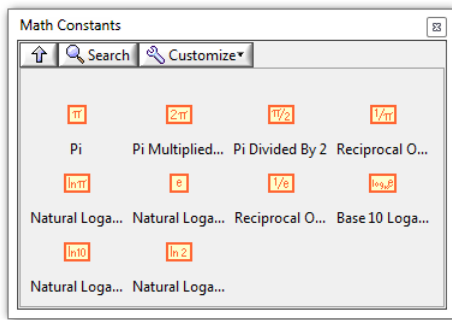 Math Constants
Search Customize
π 2π π/2 1/π
Pi Pi Multiplied... Pi Divided By 2 Reciprocal O...
lnπ e 1/e log₁₀e
Natural Loga... Natural Loga... Reciprocal O... Base 10 Loga...
ln10 ln 2
Natural Loga... Natural Loga...